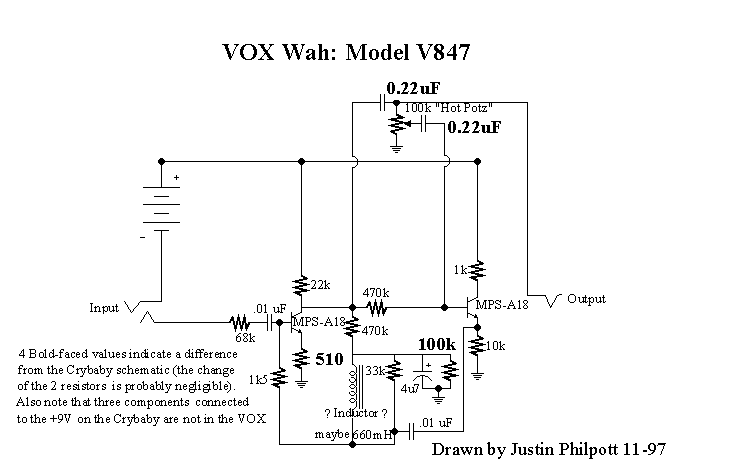 VOX Wah: Model V847
0.22uF
100k "Hot Potz"
0.22uF
+
-
22k
470k
1k
Input
.01 uF
MPS-A18
MPS-A18
Output
68k
470k
510
100k
10k
4 Bold-faced values indicate a difference
from the Crybaby schematic (the change
of the 2 resistors is probably negligible).
Also note that three components connected
to the +9V on the Crybaby are not in the VOX
1k5
33k
+
4u7
? Inductor ?
maybe 660mH
.01 uF
Drawn by Justin Philpott 11-97